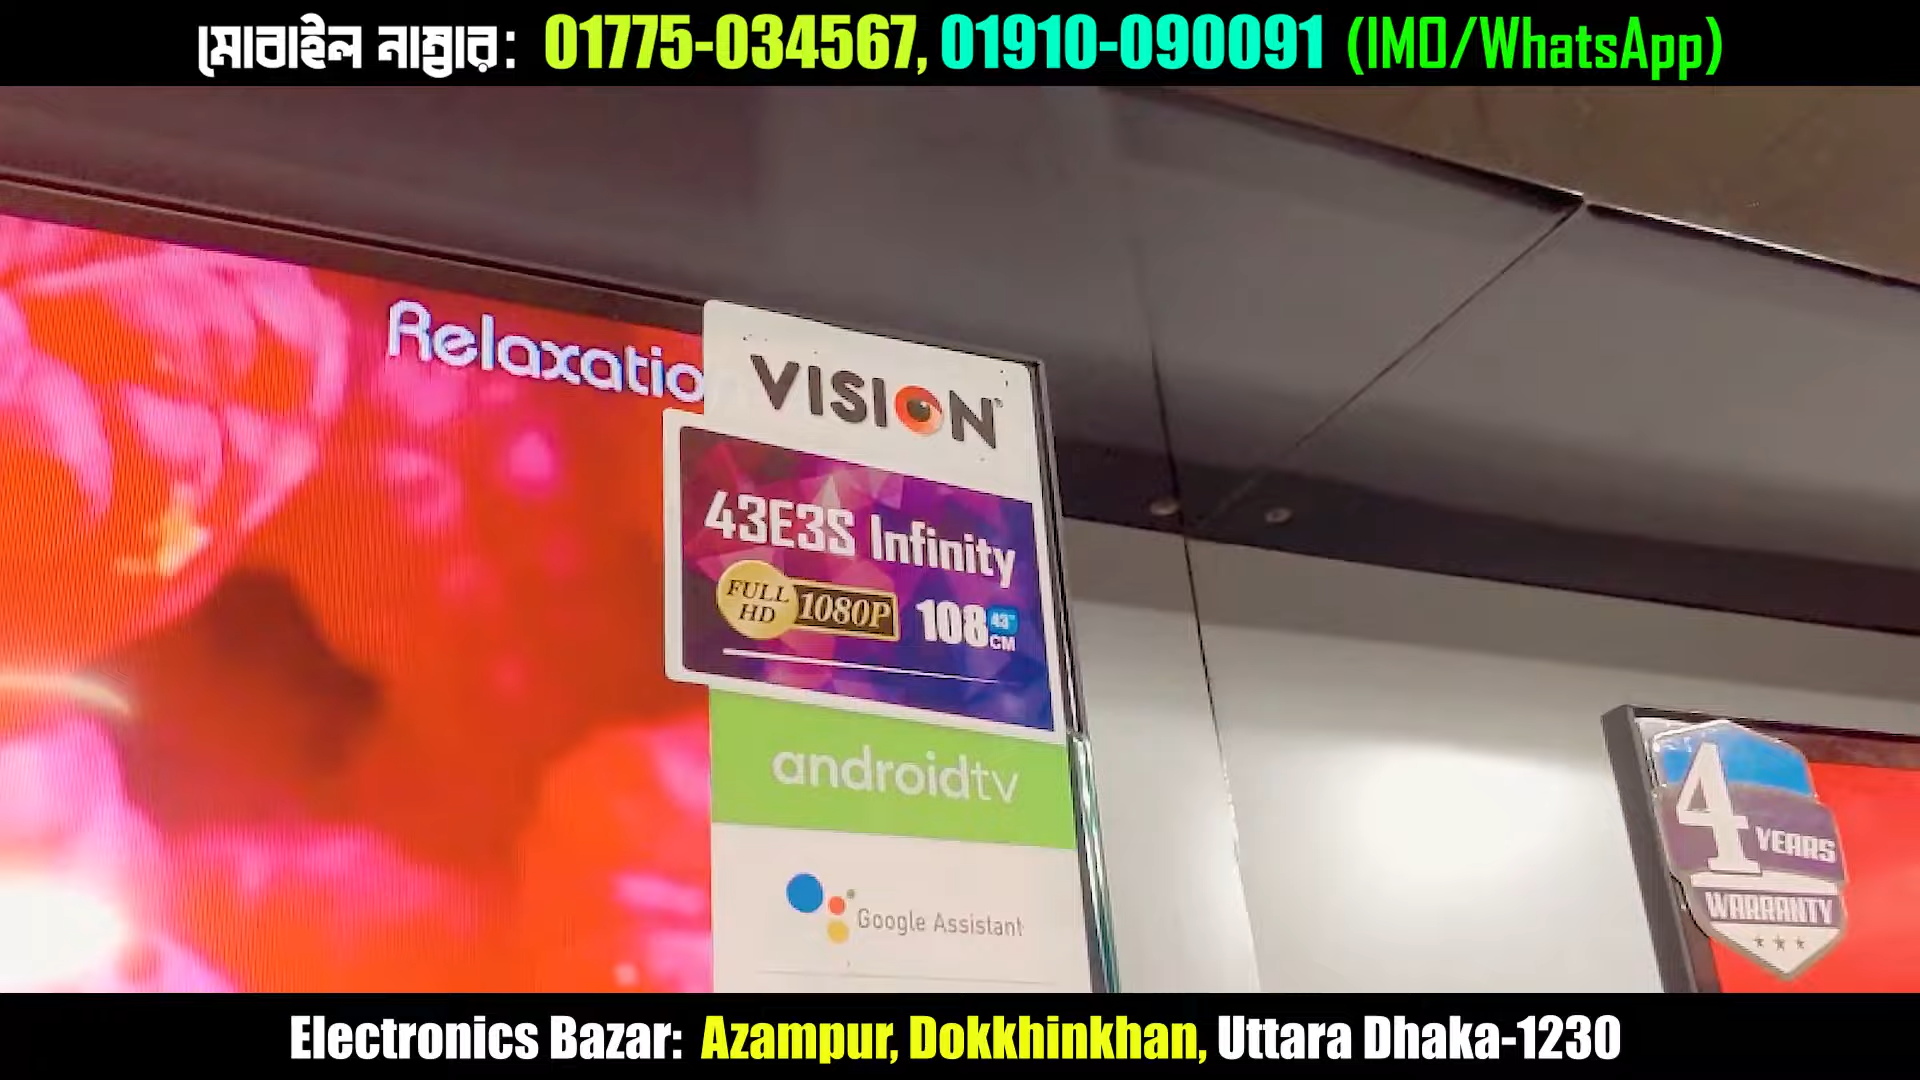 মোবাইল নাম্বার: 01775-034567, 01910-090091 (IMO/WhatsApp)
Relaxatio
VISION
43E3S Infinity
FULL HD 1080P 108 CM 43"
androidtv
Google Assistant
4 YEARS
WARRANTY
Electronics Bazar: Azampur, Dokkhinkhan, Uttara Dhaka-1230